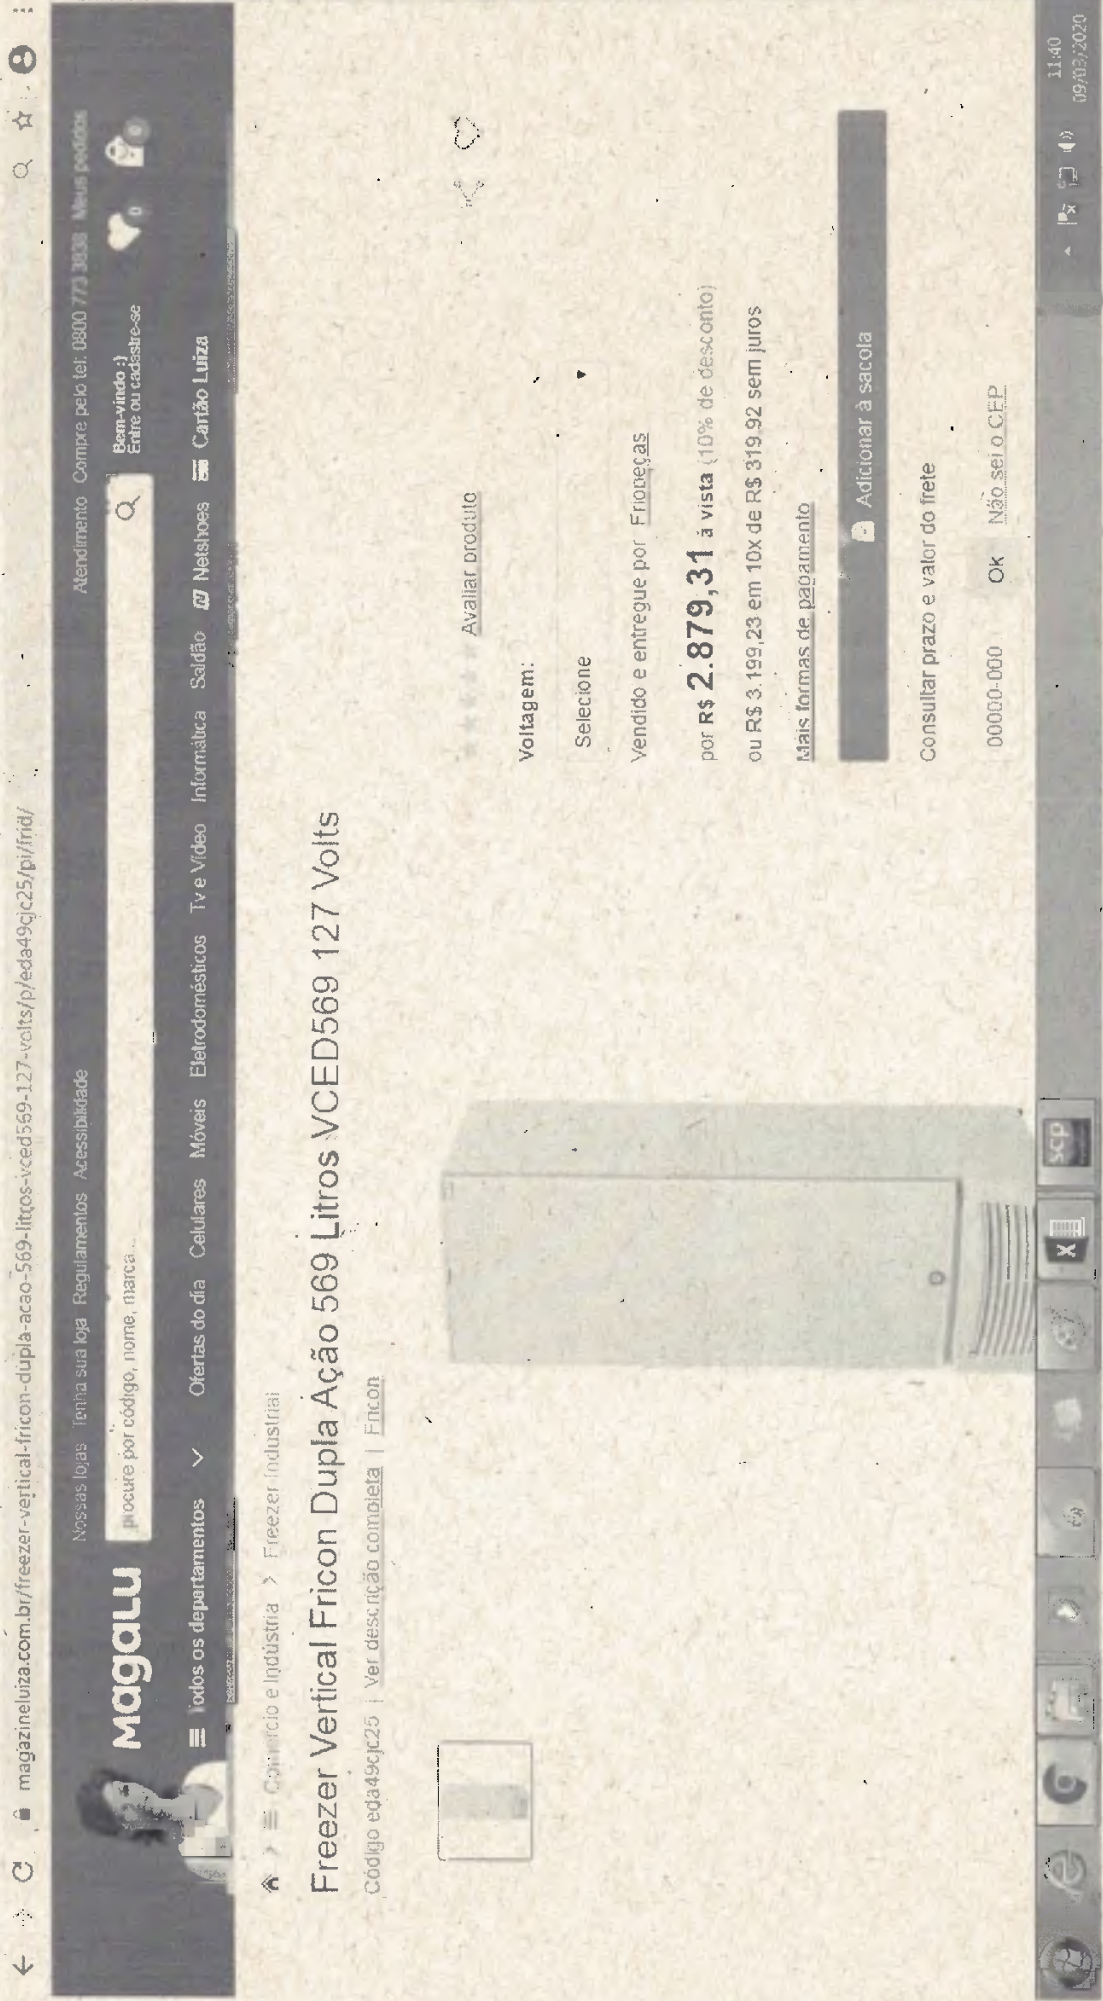 magazineluiza.com.br/freezer-vertical-fricon-dupla-acao-569-litros-vced569-127-volts/p/eda49cjc25/pi/frid/
Nossas lojas Tenha sua loja Regulamentos Acessibilidade Atendimento Compre pelo tel: 0800 773 3838 Meus pedidos
Magalu
procure por código, nome, marca...
Bem-vindo :)
Entre ou cadastre-se
0
0
Todos os departamentos Ofertas do dia Celulares Móveis Eletrodomésticos Tv e Vídeo Informática Saldão Netshoes Cartão Luiza
Comércio e Indústria > Freezer Industrial
Freezer Vertical Fricon Dupla Ação 569 Litros VCED569 127 Volts
Código eda49cjc25 | Ver descrição completa | Fricon
Avaliar produto
Voltagem:
Selecione
Vendido e entregue por Friopeças
por R$ 2.879,31 à vista (10% de desconto)
ou R$ 3.199,23 em 10x de R$ 319.92 sem juros
Mais formas de pagamento
Adicionar à sacola
Consultar prazo e valor do frete
00000-000 OK Não sei o CEP
scp
11:40
09/03/2020